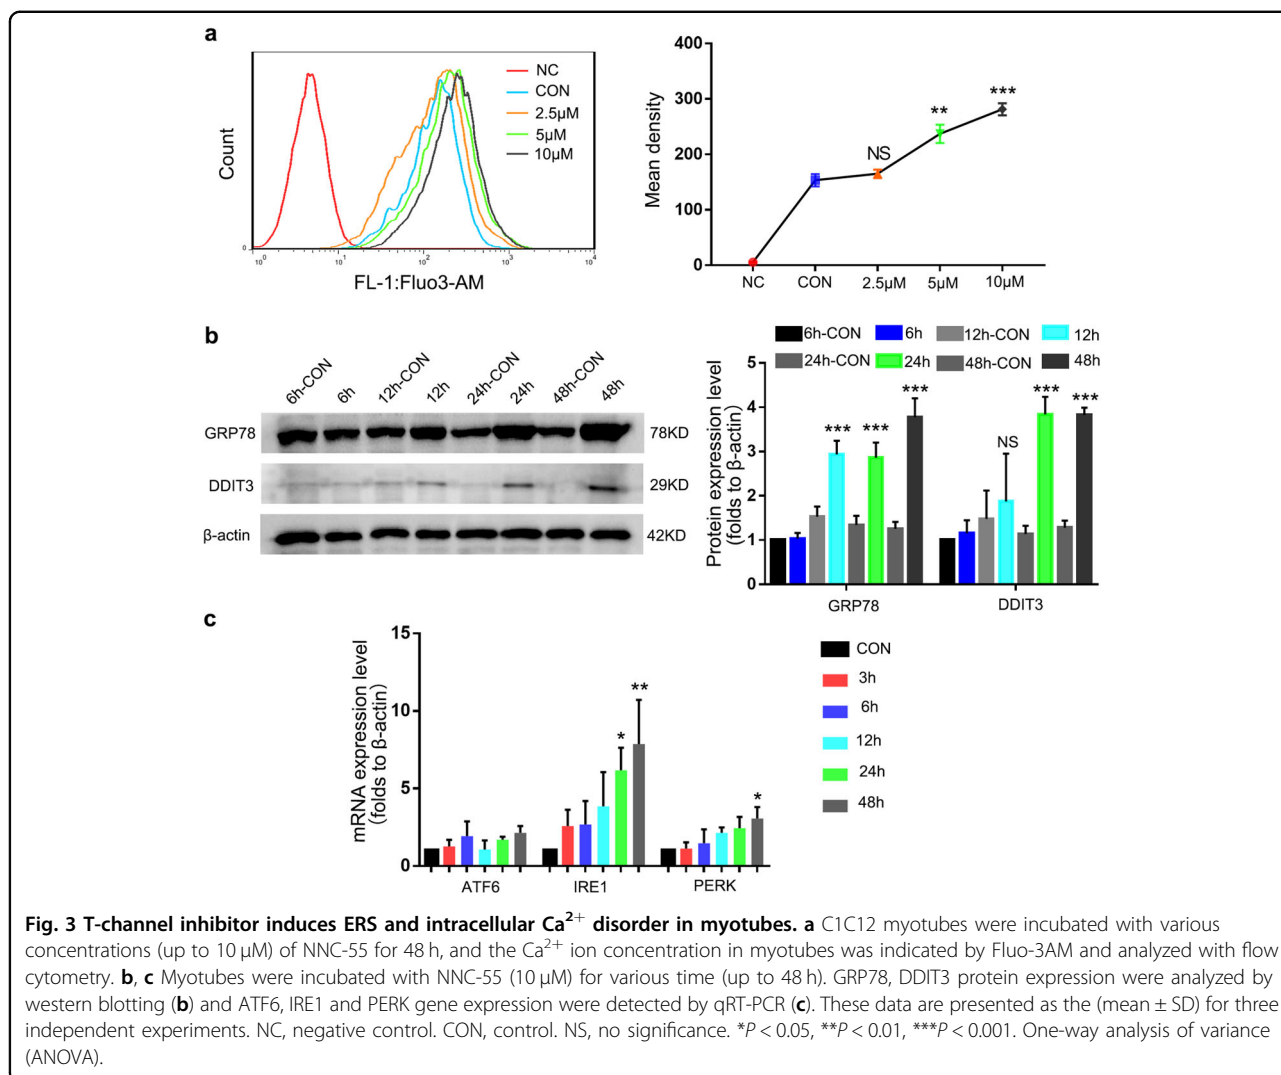 a
NC
CON
2.5µM
5µM
10µM
Count
0
10⁰ 10¹ 10² 10³ 10⁴
FL-1:Fluo3-AM
400
300
200
100
0
Mean density
NS
**
***
NC CON 2.5µM 5µM 10µM
b
6h-CON 6h 12h-CON 12h 24h-CON 24h 48h-CON 48h
GRP78 78KD
DDIT3 29KD
β-actin 42KD
6h-CON 6h 12h-CON 12h
24h-CON 24h 48h-CON 48h
Protein expression level
(folds to β-actin)
5
4
3
2
1
0
*** *** *** NS *** ***
GRP78 DDIT3
c
mRNA expression level
(folds to β-actin)
15
10
5
0
* ** *
ATF6 IRE1 PERK
CON
3h
6h
12h
24h
48h
Fig. 3 T-channel inhibitor induces ERS and intracellular Ca²⁺ disorder in myotubes. a C1C12 myotubes were incubated with various
concentrations (up to 10 µM) of NNC-55 for 48 h, and the Ca²⁺ ion concentration in myotubes was indicated by Fluo-3AM and analyzed with flow
cytometry. b, c Myotubes were incubated with NNC-55 (10 µM) for various time (up to 48 h). GRP78, DDIT3 protein expression were analyzed by
western blotting (b) and ATF6, IRE1 and PERK gene expression were detected by qRT-PCR (c). These data are presented as the (mean ± SD) for three
independent experiments. NC, negative control. CON, control. NS, no significance. *P < 0.05, **P < 0.01, ***P < 0.001. One-way analysis of variance
(ANOVA).